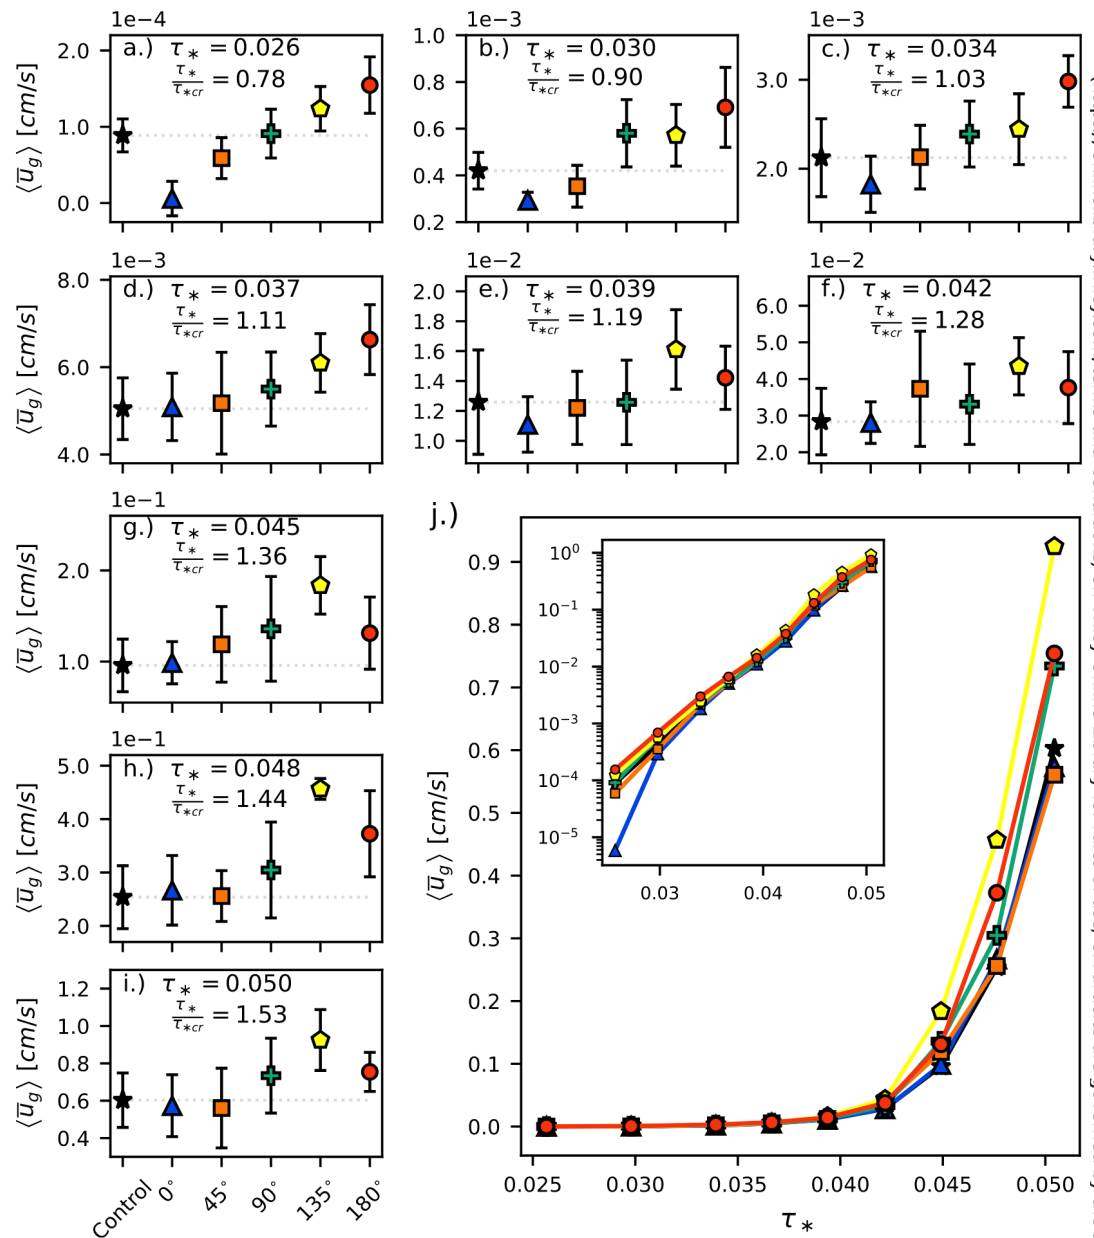 1e−4
a.) τ* = 0.026
τ*/τ*cr = 0.78
⟨u̅g⟩ [cm/s]
2.0
1.0
0.0
1e−3
b.) τ* = 0.030
τ*/τ*cr = 0.90
1.0
0.8
0.6
0.4
0.2
1e−3
c.) τ* = 0.034
τ*/τ*cr = 1.03
3.0
2.0
1e−3
d.) τ* = 0.037
τ*/τ*cr = 1.11
⟨u̅g⟩ [cm/s]
8.0
6.0
4.0
1e−2
e.) τ* = 0.039
τ*/τ*cr = 1.19
2.0
1.8
1.6
1.4
1.2
1.0
1e−2
f.) τ* = 0.042
τ*/τ*cr = 1.28
6.0
5.0
4.0
3.0
2.0
1e−1
g.) τ* = 0.045
τ*/τ*cr = 1.36
⟨u̅g⟩ [cm/s]
2.0
1.0
1e−1
h.) τ* = 0.048
τ*/τ*cr = 1.44
⟨u̅g⟩ [cm/s]
5.0
4.0
3.0
2.0
i.) τ* = 0.050
τ*/τ*cr = 1.53
⟨u̅g⟩ [cm/s]
1.2
1.0
0.8
0.6
0.4
Control 0° 45° 90° 135° 180°
j.)
⟨u̅g⟩ [cm/s]
0.9
0.8
0.7
0.6
0.5
0.4
0.3
0.2
0.1
0.0
10⁰
10⁻¹
10⁻²
10⁻³
10⁻⁴
10⁻⁵
0.03 0.04 0.05
0.025 0.030 0.035 0.040 0.045 0.050
τ*